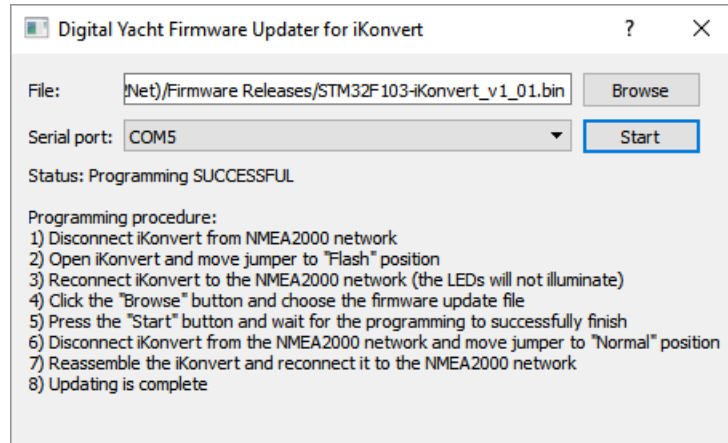 Digital Yacht Firmware Updater for iKonvert ? X
File: !Net)/Firmware Releases/STM32F103-iKonvert_v1_01.bin Browse
Serial port: COM5 Start
Status: Programming SUCCESSFUL
Programming procedure:
1) Disconnect iKonvert from NMEA2000 network
2) Open iKonvert and move jumper to "Flash" position
3) Reconnect iKonvert to the NMEA2000 network (the LEDs will not illuminate)
4) Click the "Browse" button and choose the firmware update file
5) Press the "Start" button and wait for the programming to successfully finish
6) Disconnect iKonvert from the NMEA2000 network and move jumper to "Normal" position
7) Reassemble the iKonvert and reconnect it to the NMEA2000 network
8) Updating is complete